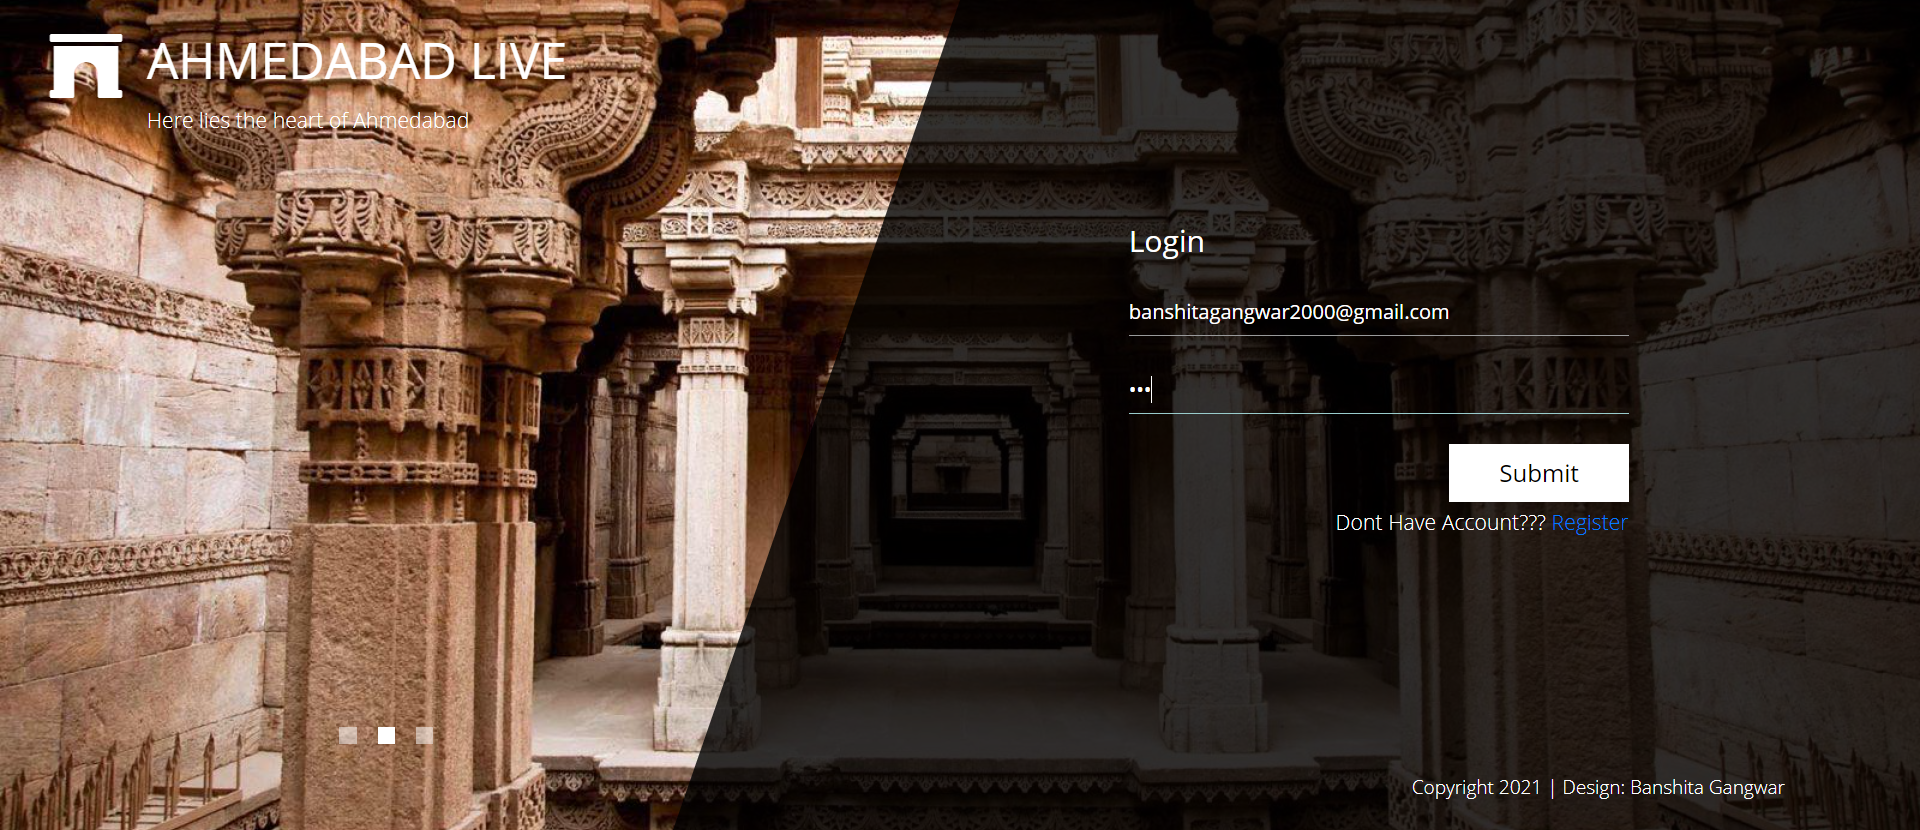 AHMEDABAD LIVE
Here lies the heart of Ahmedabad
Login
banshitagangwar2000@gmail.com
•••
Submit
Dont Have Account??? Register
Copyright 2021 | Design: Banshita Gangwar